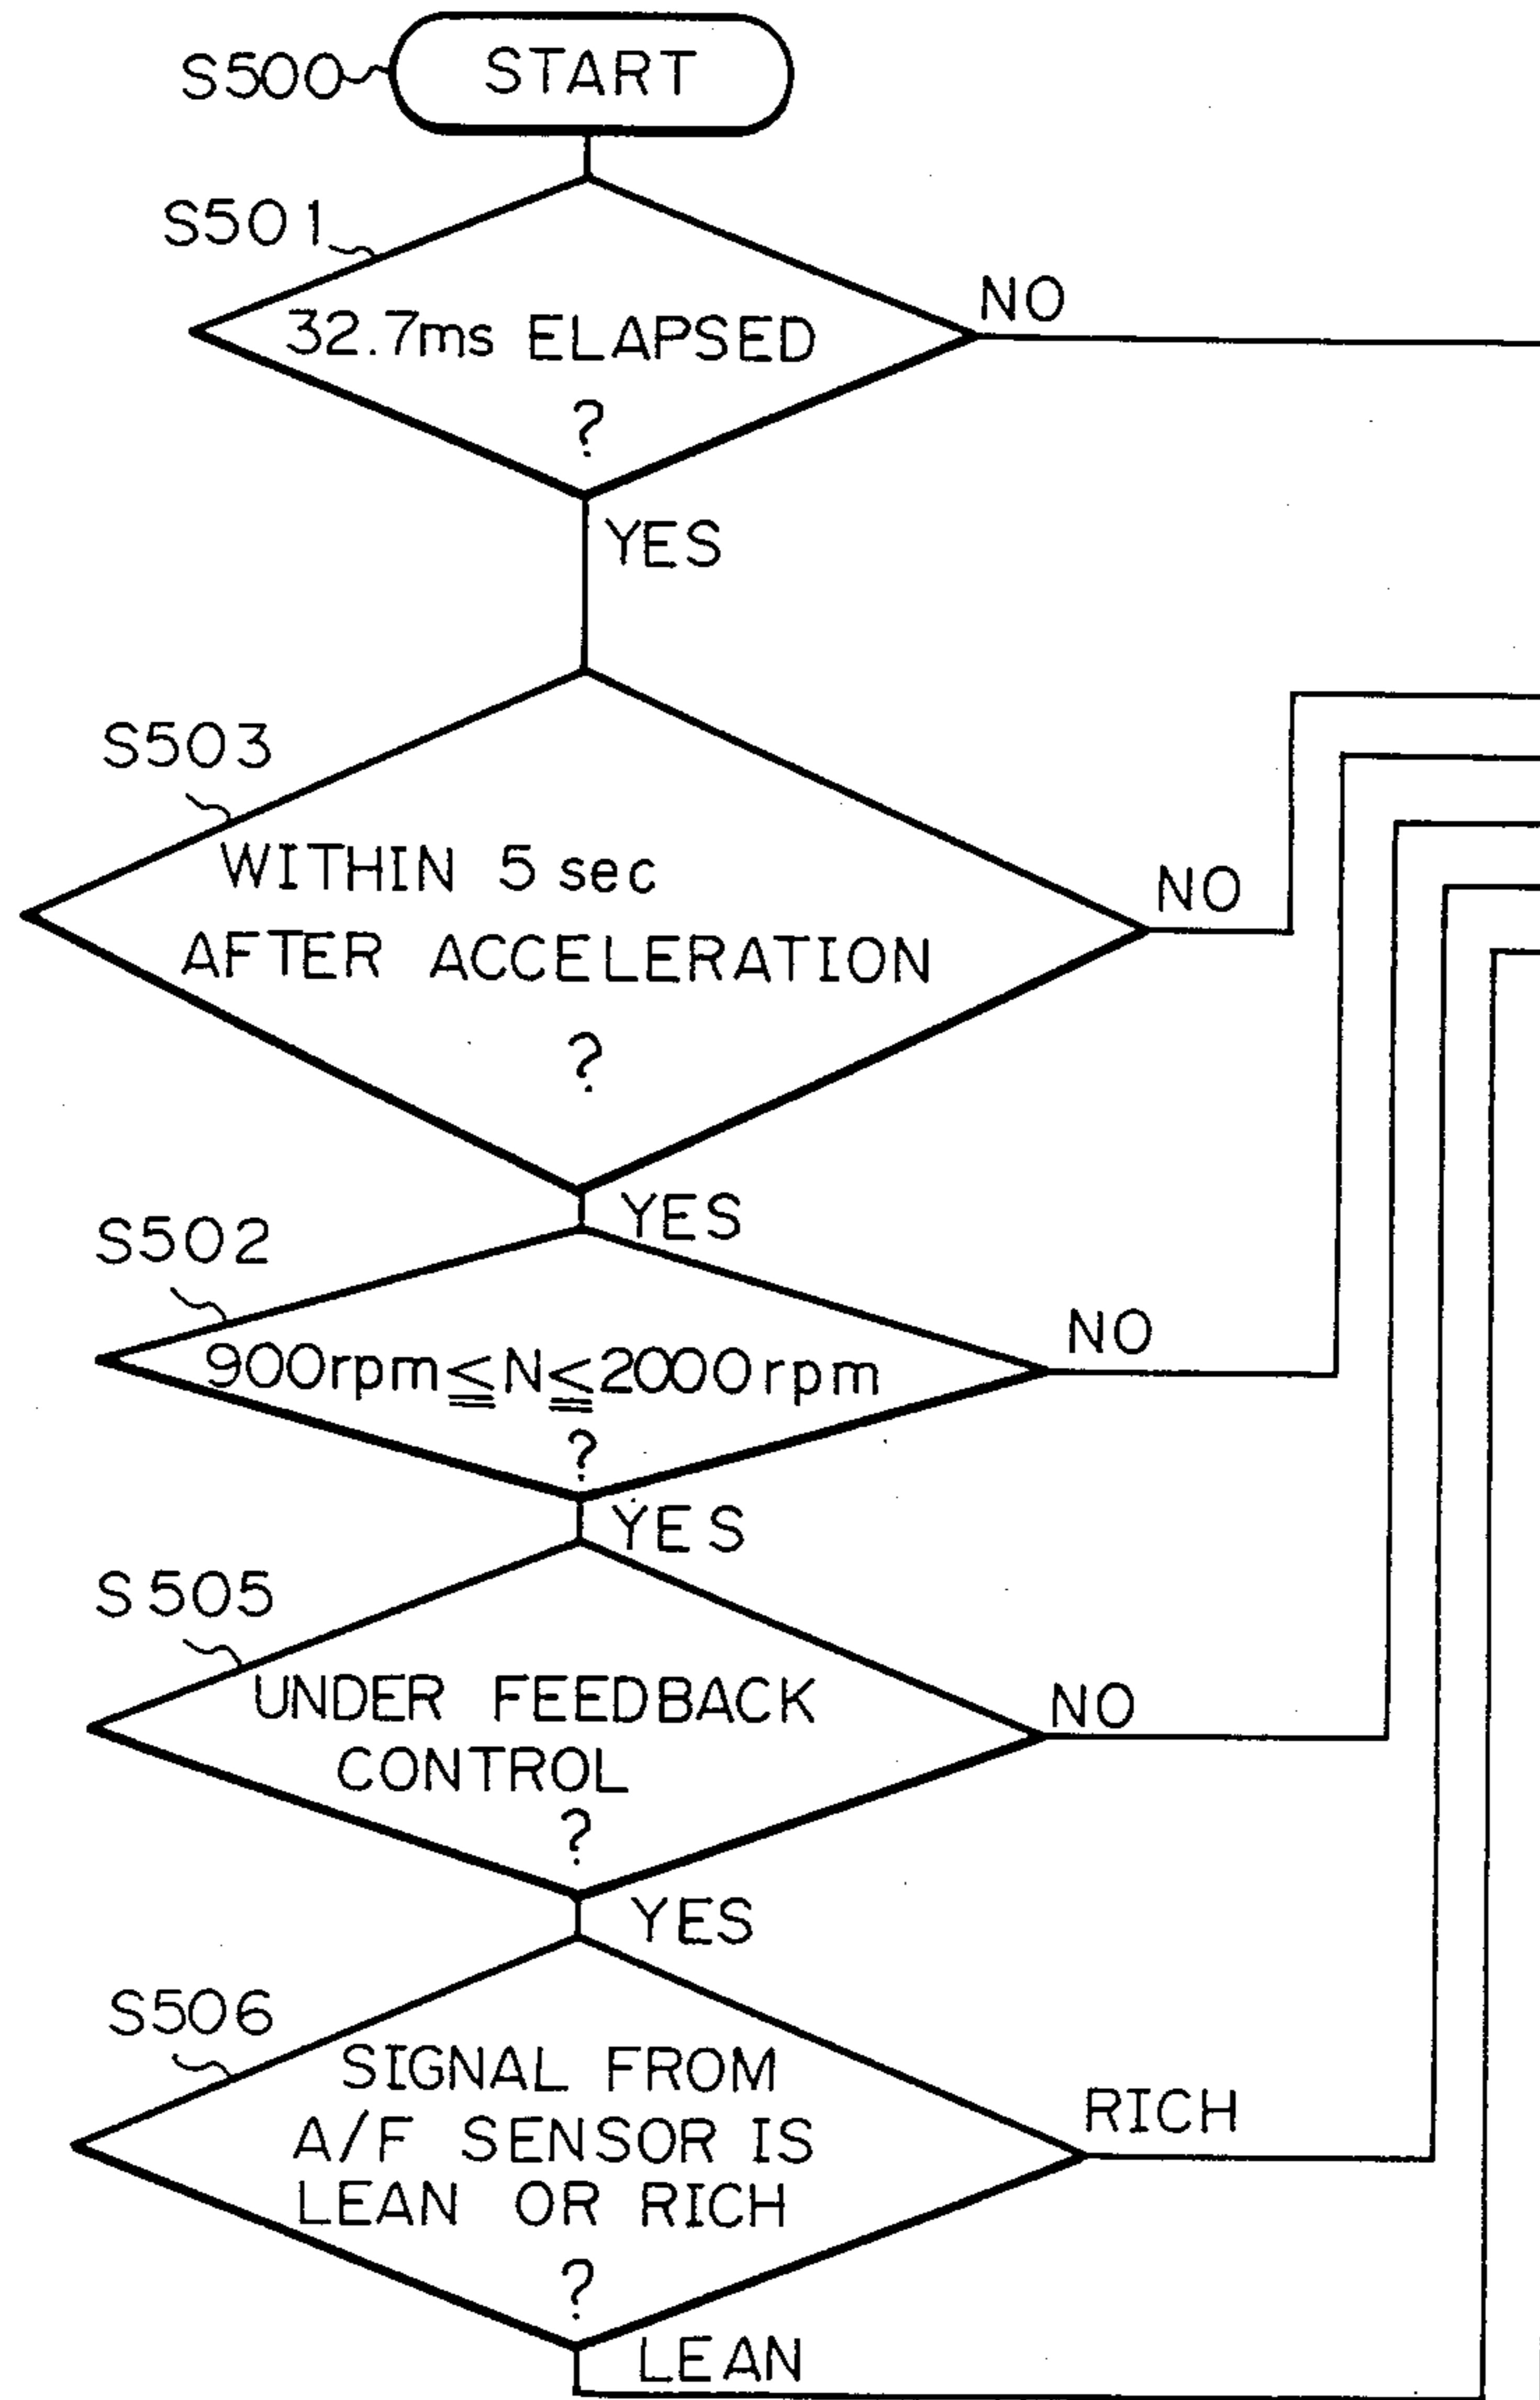 S500
START
S501
32.7ms ELAPSED
?
NO
YES
S503
WITHIN 5 sec
AFTER ACCELERATION
?
NO
YES
S502
900rpm≦N≦2000rpm
?
NO
YES
S505
UNDER FEEDBACK
CONTROL
?
NO
YES
S506
SIGNAL FROM
A/F SENSOR IS
LEAN OR RICH
?
RICH
LEAN